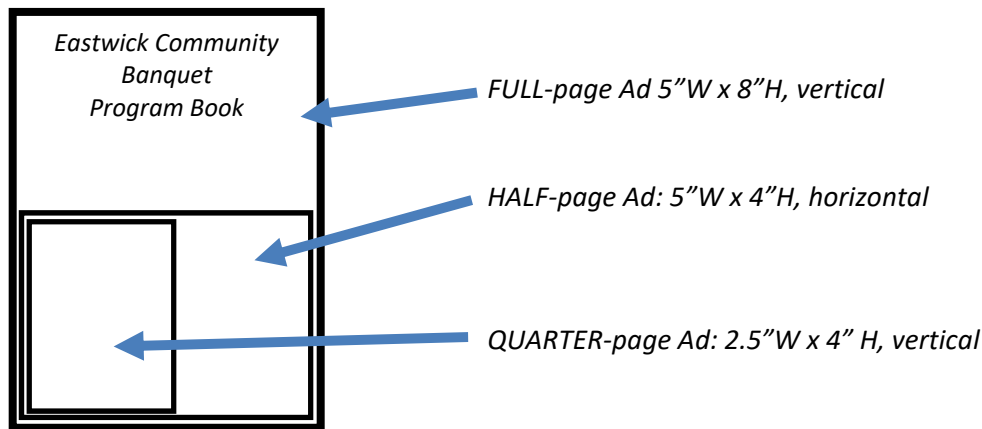 Eastwick Community
Banquet
Program Book
FULL-page Ad 5”W x 8”H, vertical
HALF-page Ad: 5”W x 4”H, horizontal
QUARTER-page Ad: 2.5”W x 4” H, vertical